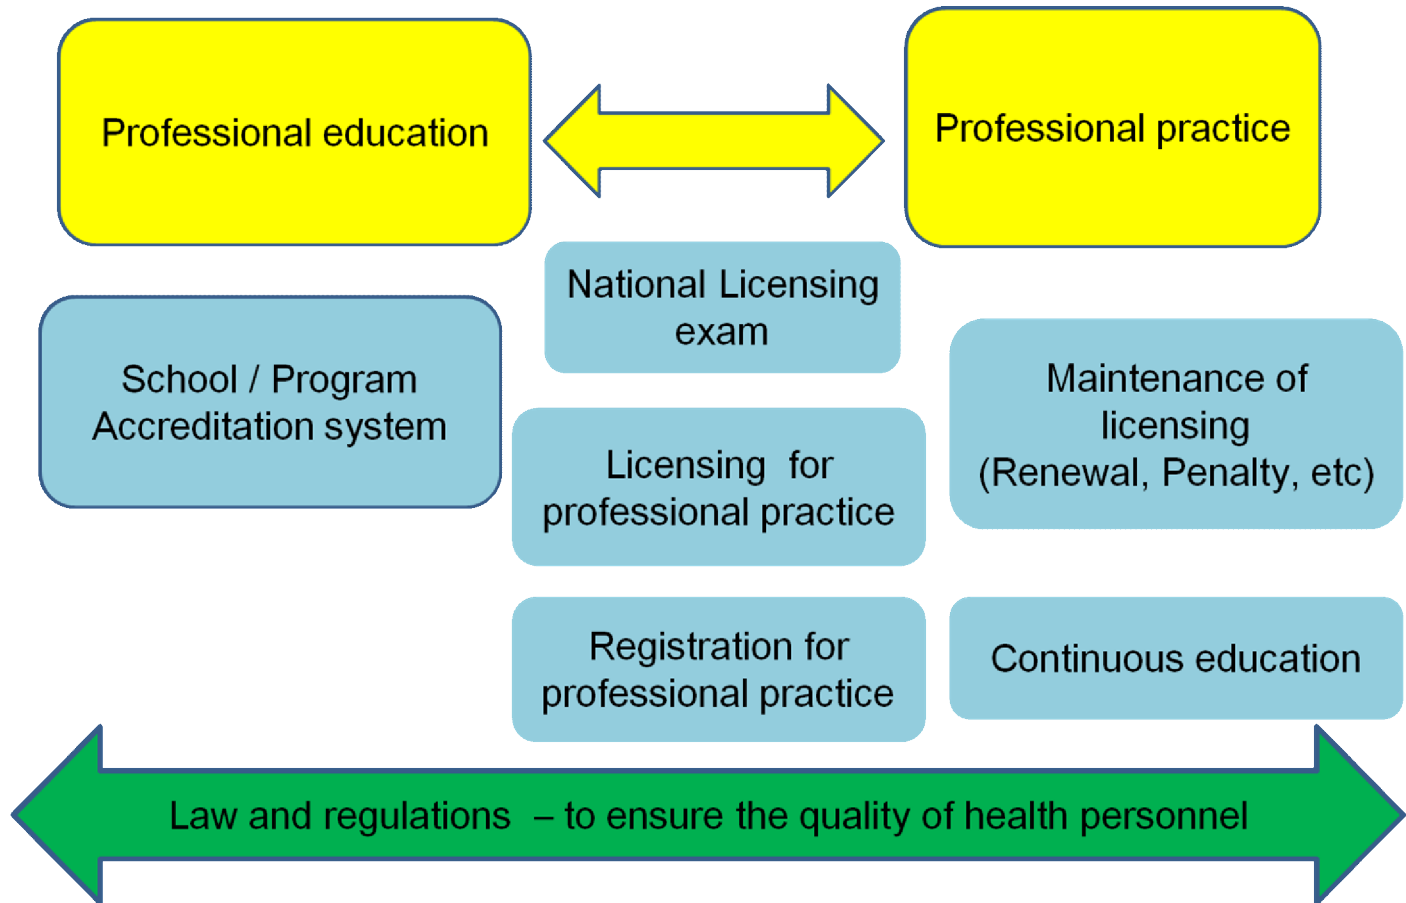 Professional education
Professional practice
National Licensing
exam
School / Program
Accreditation system
Licensing for
professional practice
Maintenance of
licensing
(Renewal, Penalty, etc)
Registration for
professional practice
Continuous education
Law and regulations – to ensure the quality of health personnel